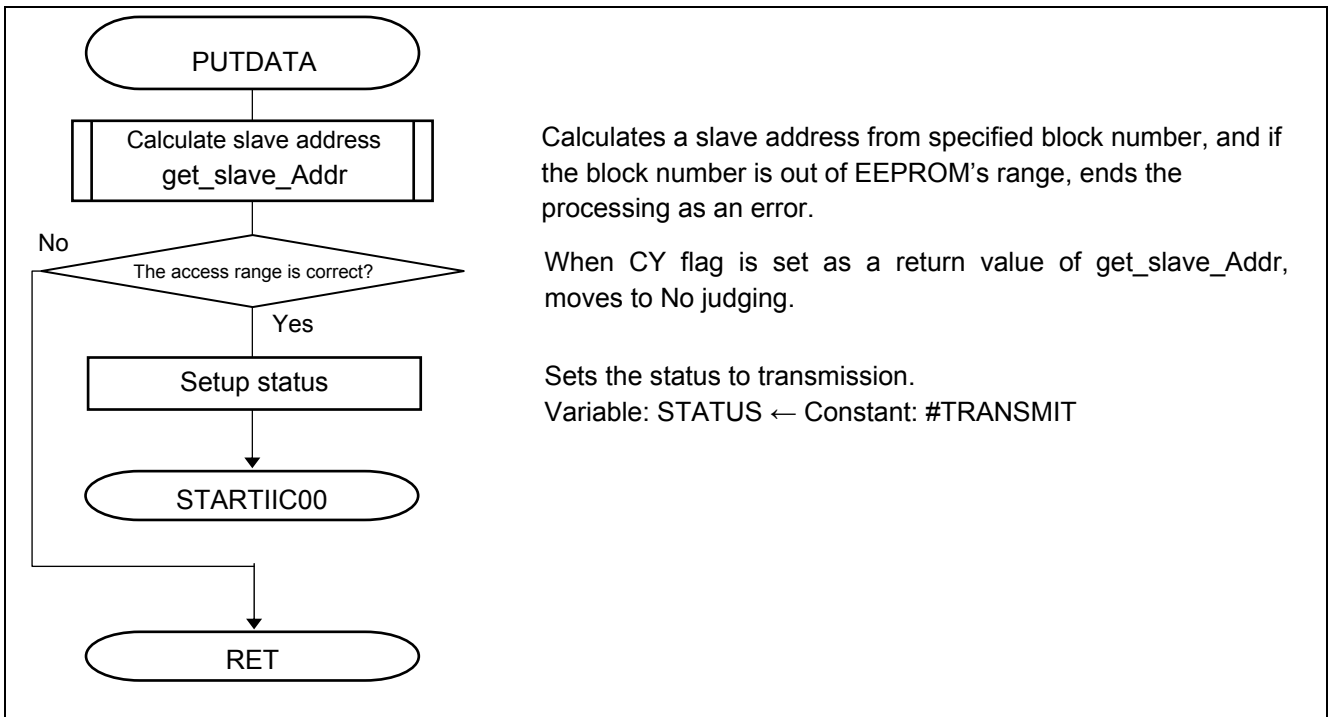 PUTDATA
Calculate slave address
get_slave_Addr
Calculates a slave address from specified block number, and if
the block number is out of EEPROM’s range, ends the
processing as an error.
No
The access range is correct?
When CY flag is set as a return value of get_slave_Addr,
moves to No judging.
Yes
Setup status
Sets the status to transmission.
Variable: STATUS ← Constant: #TRANSMIT
STARTIIC00
RET